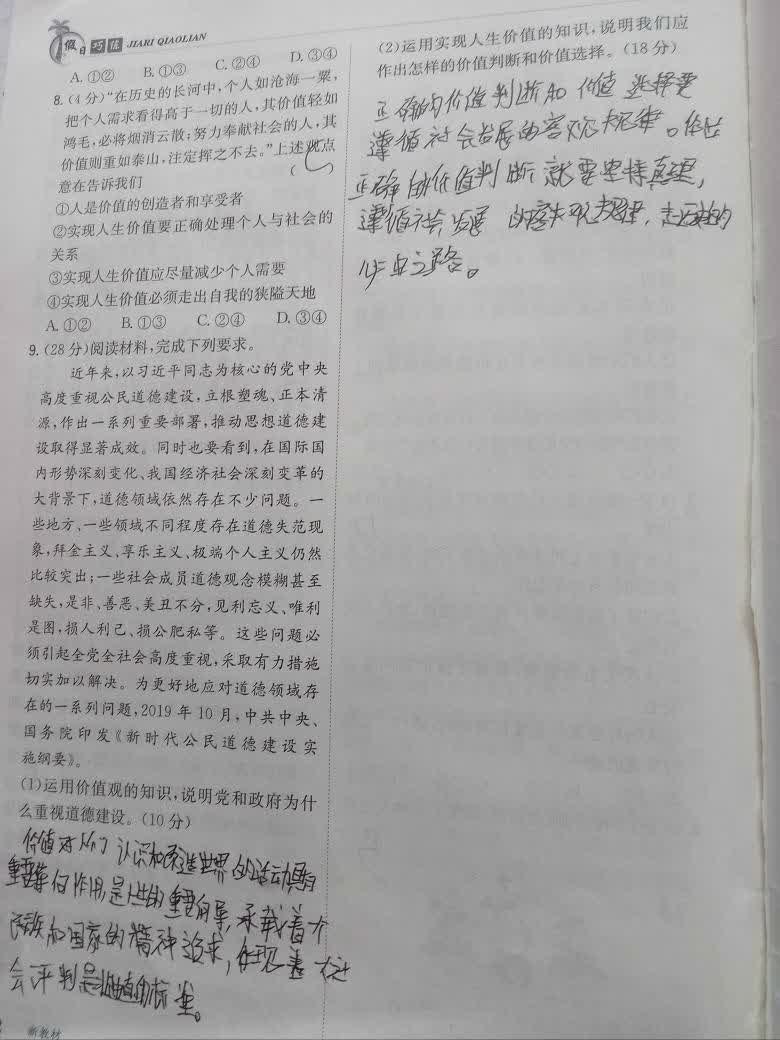 假日巧练 JIARI QIAOLIAN
A. ①② B. ①③ C. ②④ D. ③④
8. (4分)“在历史的长河中,个人如沧海一粟,
把个人需求看得高于一切的人,其价值轻如
鸿毛,必将烟消云散;努力奉献社会的人,其
价值则重如泰山,注定挥之不去。”上述观点
意在告诉我们 ( C )
①人是价值的创造者和享受者
②实现人生价值要正确处理个人与社会的
关系
③实现人生价值应尽量减少个人需要
④实现人生价值必须走出自我的狭隘天地
A. ①② B. ①③ C. ②④ D. ③④
9. (28分)阅读材料,完成下列要求。
近年来,以习近平同志为核心的党中央
高度重视公民道德建设,立根塑魂、正本清
源,作出一系列重要部署,推动思想道德建
设取得显著成效。同时也要看到,在国际国
内形势深刻变化、我国经济社会深刻变革的
大背景下,道德领域依然存在不少问题。一
些地方、一些领域不同程度存在道德失范现
象,拜金主义、享乐主义、极端个人主义仍然
比较突出;一些社会成员道德观念模糊甚至
缺失,是非、善恶、美丑不分,见利忘义、唯利
是图,损人利己、损公肥私等。这些问题必
须引起全党全社会高度重视,采取有力措施
切实加以解决。为更好地应对道德领域存
在的一系列问题,2019年10月,中共中央、
国务院印发《新时代公民道德建设实
施纲要》。
(1)运用价值观的知识,说明党和政府为什
么重视道德建设。(10分)
价值对人们认识和改造世界的活动具有
重要导向作用,是人生的重要向导,承载着个
民族和国家的精神追求,体现着一个社
会评判是非曲直的价值标准。
新教材
(2)运用实现人生价值的知识,说明我们应
作出怎样的价值判断和价值选择。(18分)
正确的价值判断和价值选择要
遵循社会发展的客观规律。作出
正确的价值判断就要坚持真理,
遵循社会发展的客观规律,走历史的
必由之路。